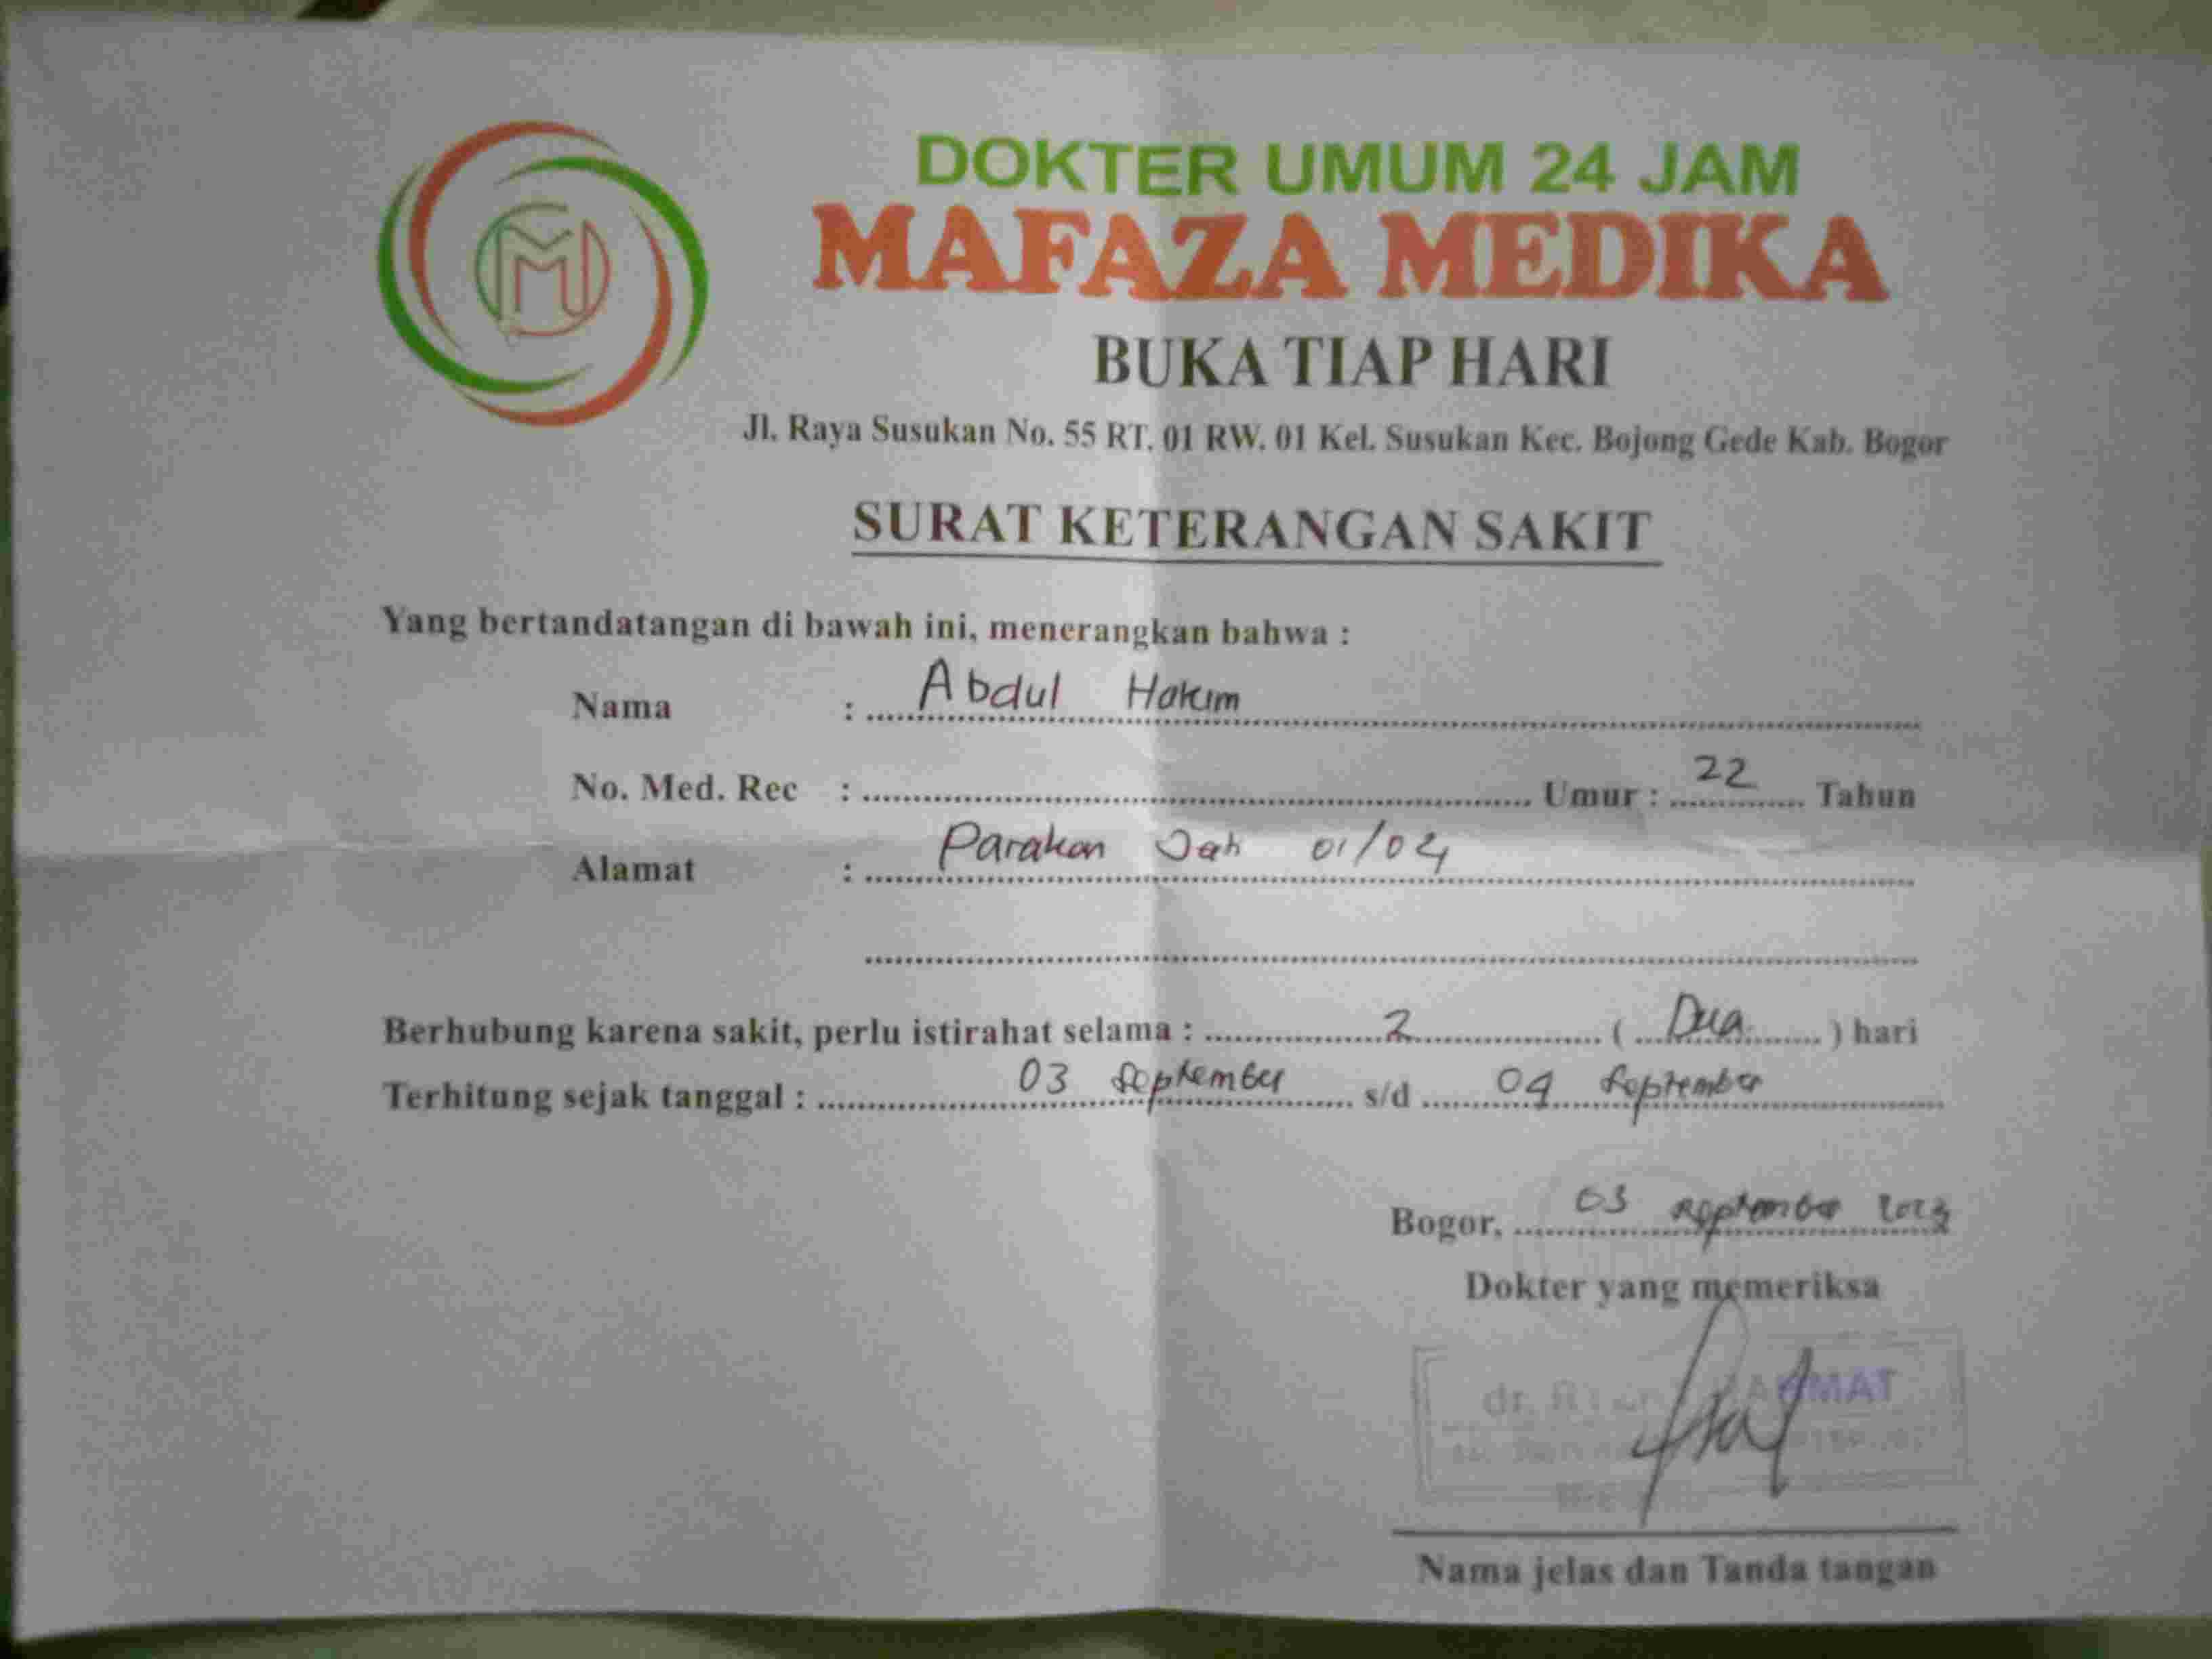 DOKTER UMUM 24 JAM
MAFAZA MEDIKA
BUKA TIAP HARI
Jl. Raya Susukan No. 55 RT. 01 RW. 01 Kel. Susukan Kec. Bojong Gede Kab. Bogor
SURAT KETERANGAN SAKIT
Yang bertandatangan di bawah ini, menerangkan bahwa :
Nama : Abdul Hakim
No. Med. Rec : Umur : 22 Tahun
Alamat : Parakan Jati 01/04
Berhubung karena sakit, perlu istirahat selama : 2 ( Dua ) hari
Terhitung sejak tanggal : 03 September s/d 04 September
Bogor, 03 September 2023
Dokter yang memeriksa
dr. RAHMAT
Nama jelas dan Tanda tangan